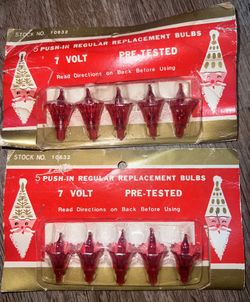 STOCK NO. 10632
5 PUSH-IN REGULAR REPLACEMENT BULBS
7 VOLT PRE-TESTED
Read Directions on Back Before Using
STOCK NO. 10632
5 PUSH-IN REGULAR REPLACEMENT BULBS
7 VOLT PRE-TESTED
Read Directions on Back Before Using